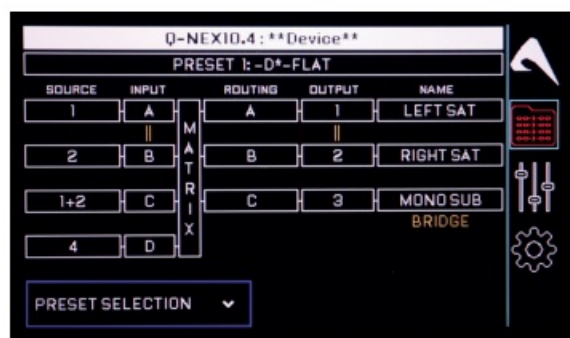 Q-NEX10.4: **Device**
PRESET 1: -D*-FLAT
SOURCE INPUT ROUTING OUTPUT NAME
1 A A 1 LEFT SAT
||
||
2 B B 2 RIGHT SAT
1+2 C C 3 MONO SUB
BRIDGE
4 D
MATRIX
PRESET SELECTION